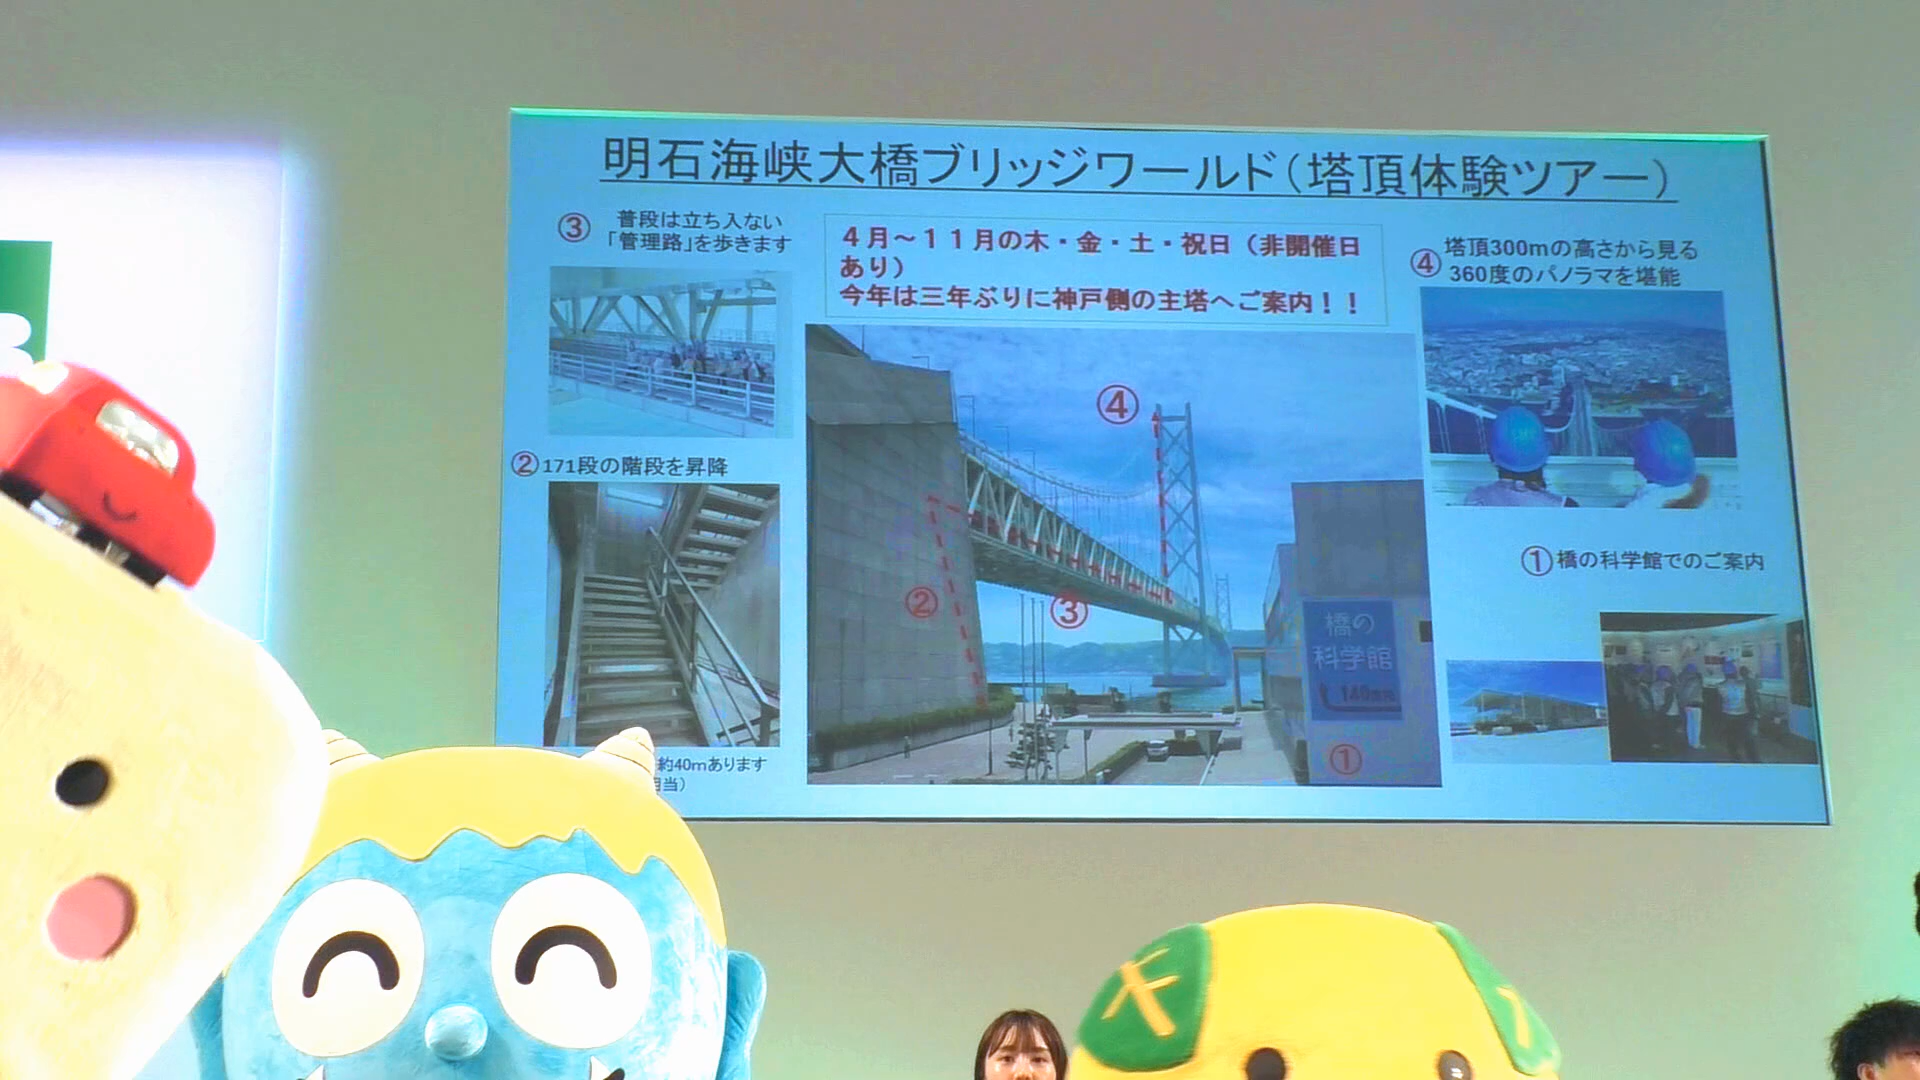 明石海峡大橋ブリッジワールド(塔頂体験ツアー)
③ 普段は立ち入ない
「管理路」を歩きます
4月～11月の木・金・土・祝日(非開催日
あり)
今年は三年ぶりに神戸側の主塔へご案内!!
④ 塔頂300mの高さから見る
360度のパノラマを堪能
② 171段の階段を昇降
約40mあります
④
②
③
橋の
科学館
140
①
① 橋の科学館でのご案内